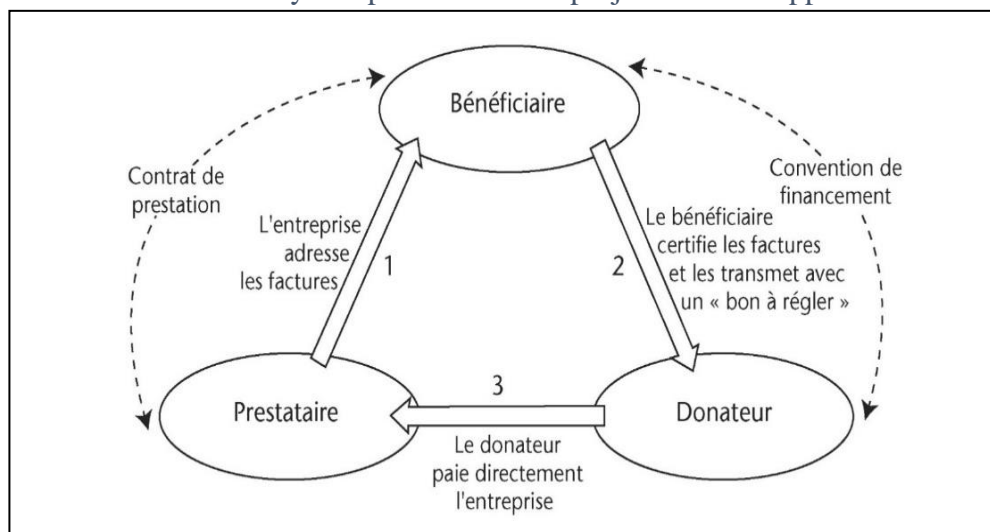 Bénéficiaire
Contrat de
prestation
Convention de
financement
L'entreprise
adresse
les factures
1
2
Le bénéficiaire
certifie les factures
et les transmet avec
un « bon à régler »
Prestataire
3
Donateur
Le donateur
paie directement
l'entreprise